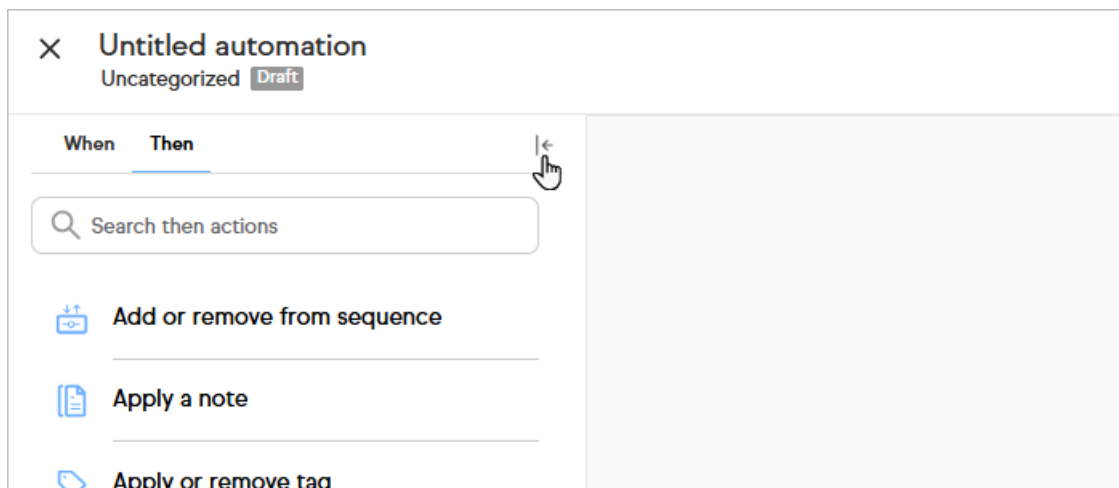 Untitled automation
Uncategorized Draft
When Then
Search then actions
Add or remove from sequence
Apply a note
Apply or remove tag